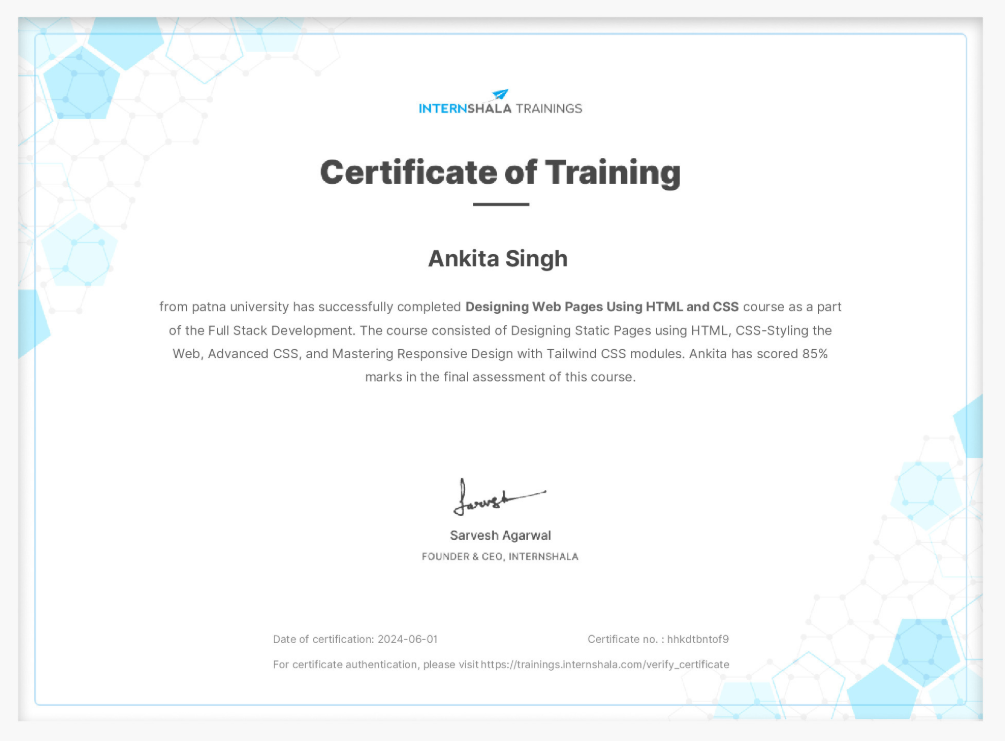 INTERNSHALA TRAININGS
Certificate of Training
Ankita Singh
from patna university has successfully completed Designing Web Pages Using HTML and CSS course as a part
of the Full Stack Development. The course consisted of Designing Static Pages using HTML, CSS-Styling the
Web, Advanced CSS, and Mastering Responsive Design with Tailwind CSS modules. Ankita has scored 85%
marks in the final assessment of this course.
Sarvesh
Sarvesh Agarwal
FOUNDER & CEO, INTERNSHALA
Date of certification: 2024-06-01 Certificate no. : hhkdtbntof9
For certificate authentication, please visit https://trainings.internshala.com/verify_certificate